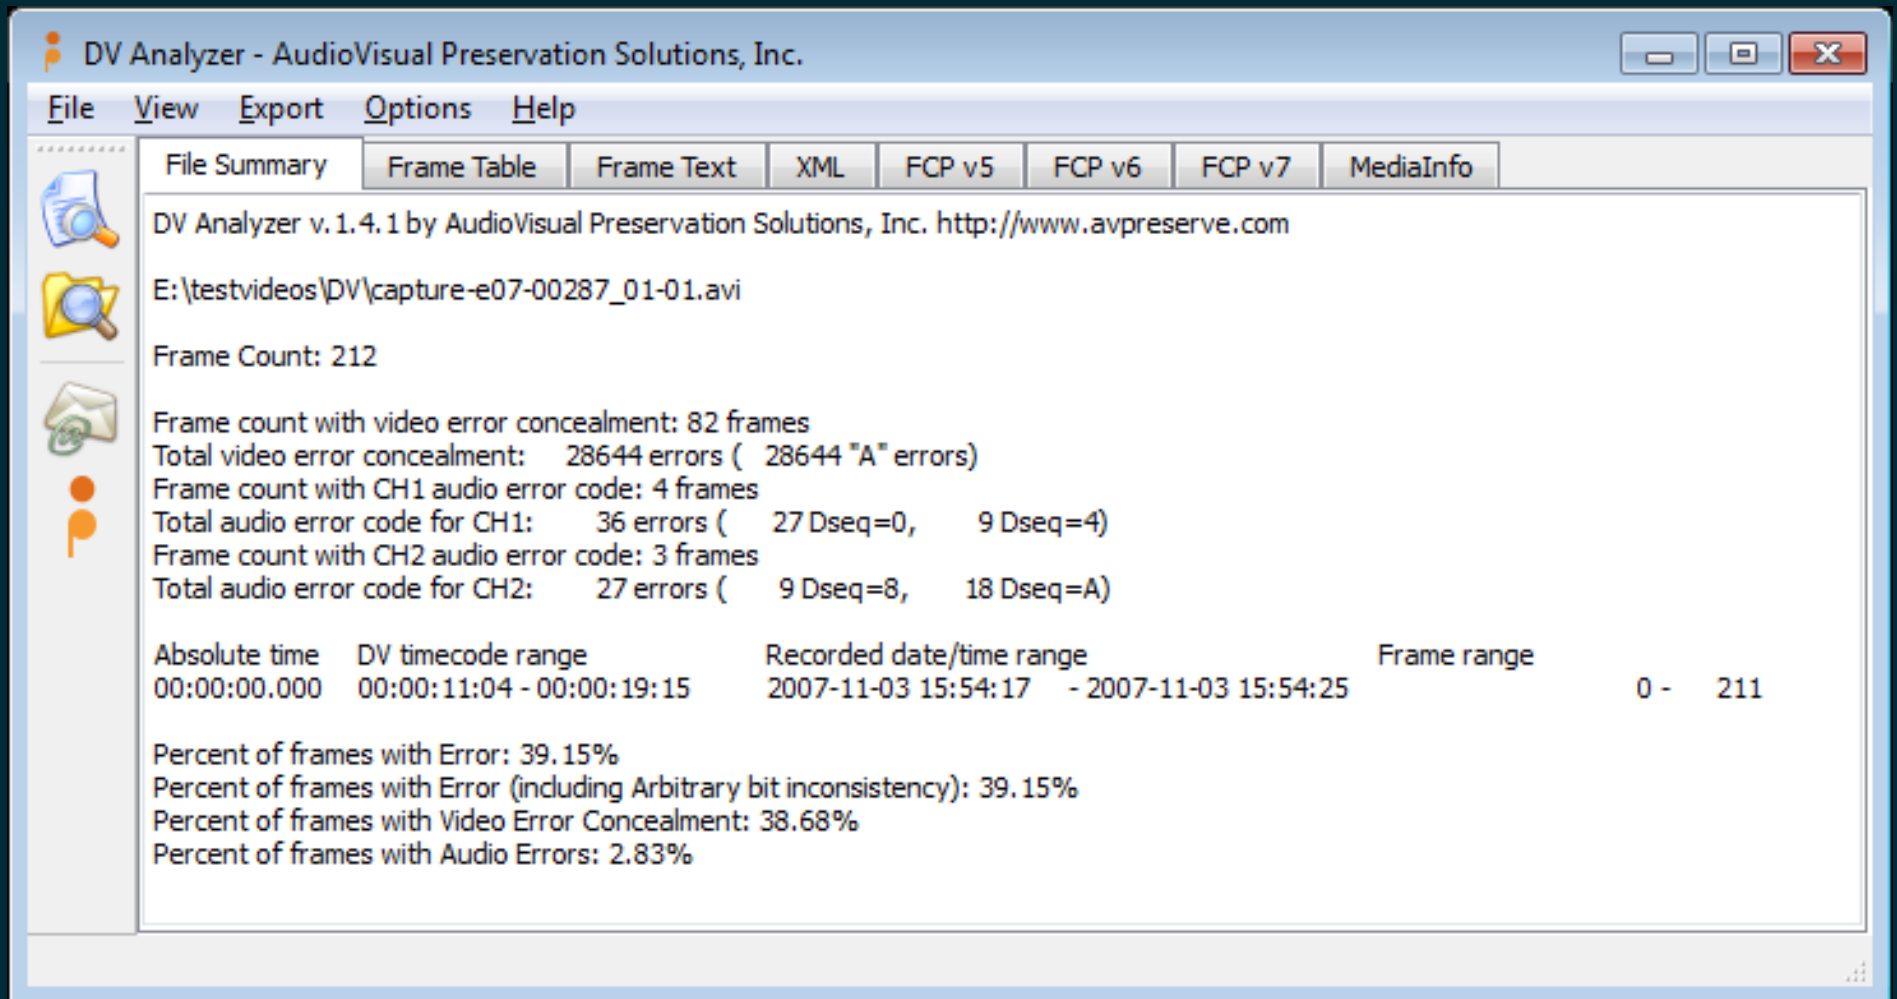 DV Analyzer - AudioVisual Preservation Solutions, Inc.
File View Export Options Help
File Summary Frame Table Frame Text XML FCP v5 FCP v6 FCP v7 MediaInfo
DV Analyzer v.1.4.1 by AudioVisual Preservation Solutions, Inc. http://www.avpreserve.com
E:\testvideos\DV\capture-e07-00287_01-01.avi
Frame Count: 212
Frame count with video error concealment: 82 frames
Total video error concealment: 28644 errors ( 28644 "A" errors)
Frame count with CH1 audio error code: 4 frames
Total audio error code for CH1: 36 errors ( 27 Dseq=0, 9 Dseq=4)
Frame count with CH2 audio error code: 3 frames
Total audio error code for CH2: 27 errors ( 9 Dseq=8, 18 Dseq=A)
Absolute time DV timecode range Recorded date/time range Frame range
00:00:00.000 00:00:11:04 - 00:00:19:15 2007-11-03 15:54:17 - 2007-11-03 15:54:25 0 - 211
Percent of frames with Error: 39.15%
Percent of frames with Error (including Arbitrary bit inconsistency): 39.15%
Percent of frames with Video Error Concealment: 38.68%
Percent of frames with Audio Errors: 2.83%